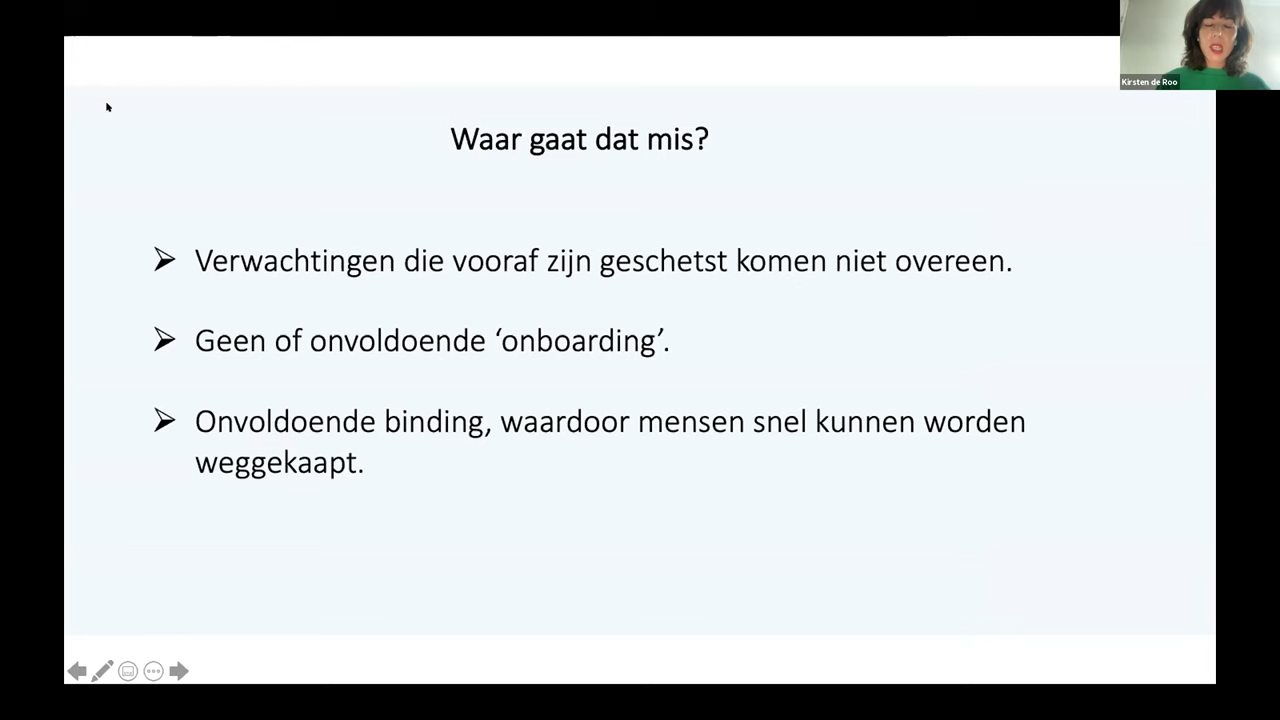 Kirsten de Roo
Waar gaat dat mis?
➢ Verwachtingen die vooraf zijn geschetst komen niet overeen.
➢ Geen of onvoldoende ‘onboarding’.
➢ Onvoldoende binding, waardoor mensen snel kunnen worden
weggekaapt.